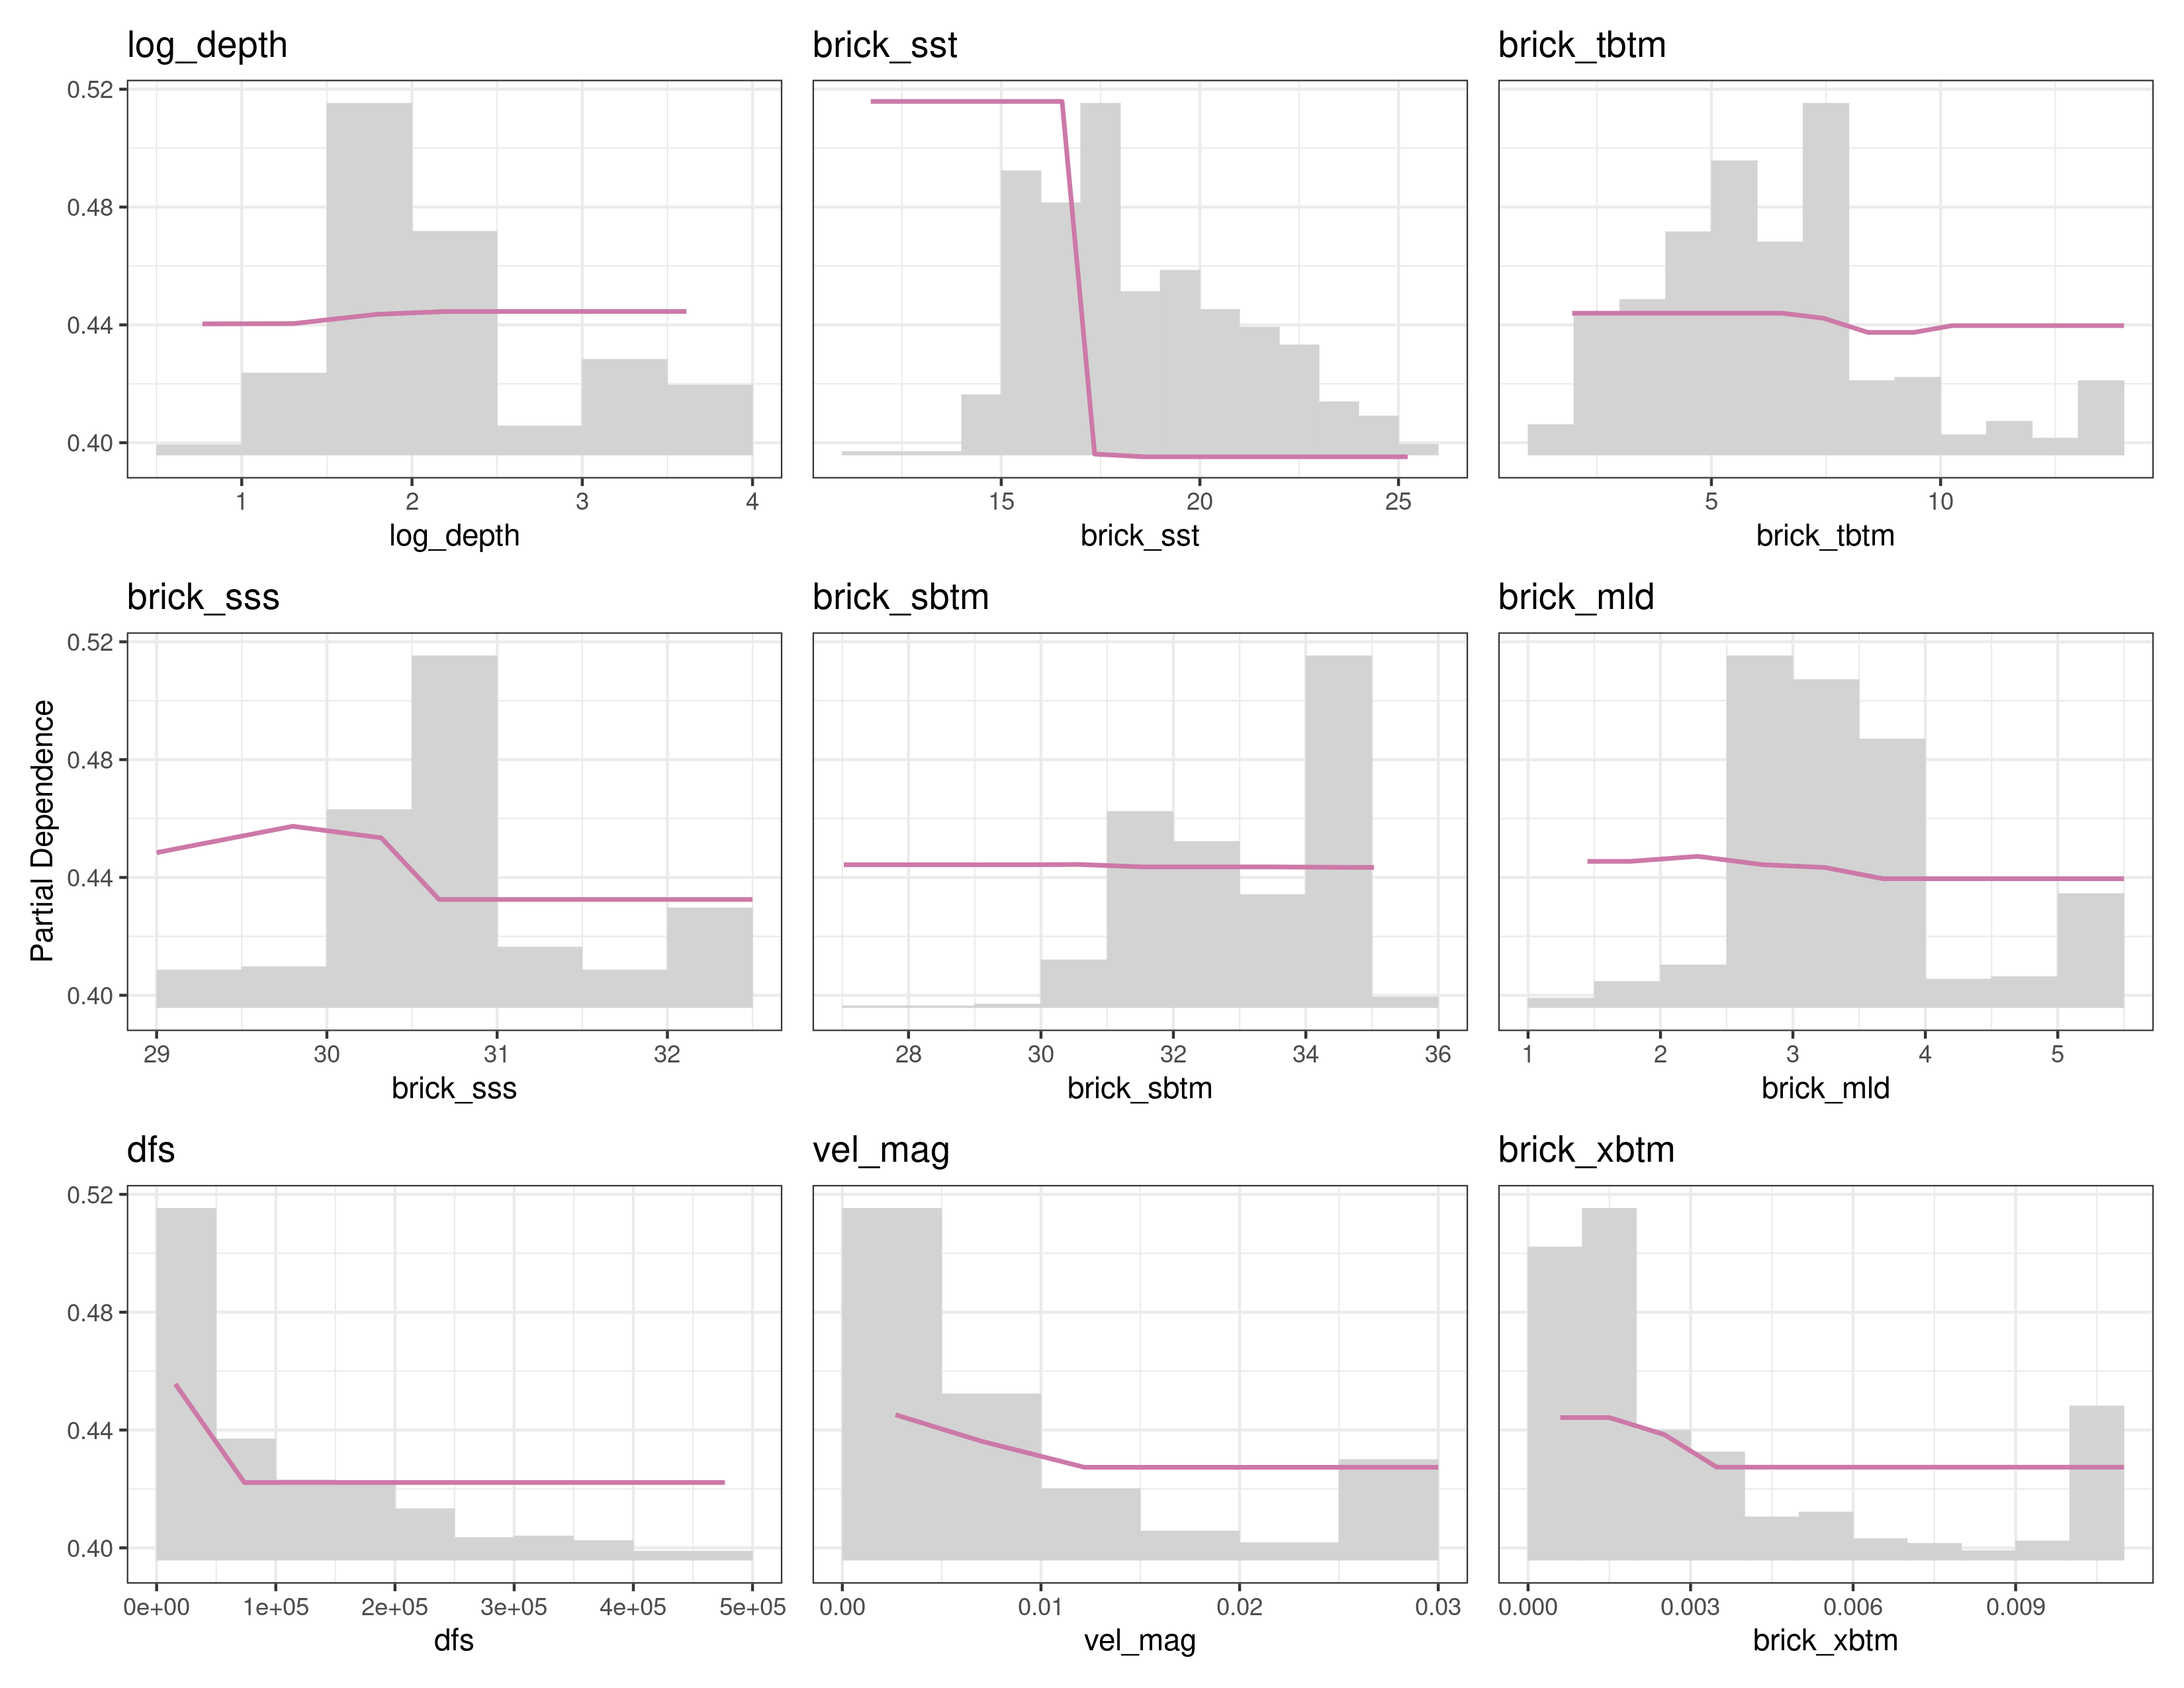 log_depth
brick_sst
brick_tbtm
0.52
0.48
0.44
0.40
1 2 3 4
15 20 25
5 10
log_depth
brick_sst
brick_tbtm
brick_sss
brick_sbtm
brick_mld
Partial Dependence
0.52
0.48
0.44
0.40
29 30 31 32
28 30 32 34 36
1 2 3 4 5
brick_sss
brick_sbtm
brick_mld
dfs
vel_mag
brick_xbtm
0.52
0.48
0.44
0.40
0e+00 1e+05 2e+05 3e+05 4e+05 5e+05
0.00 0.01 0.02 0.03
0.000 0.003 0.006 0.009
dfs
vel_mag
brick_xbtm